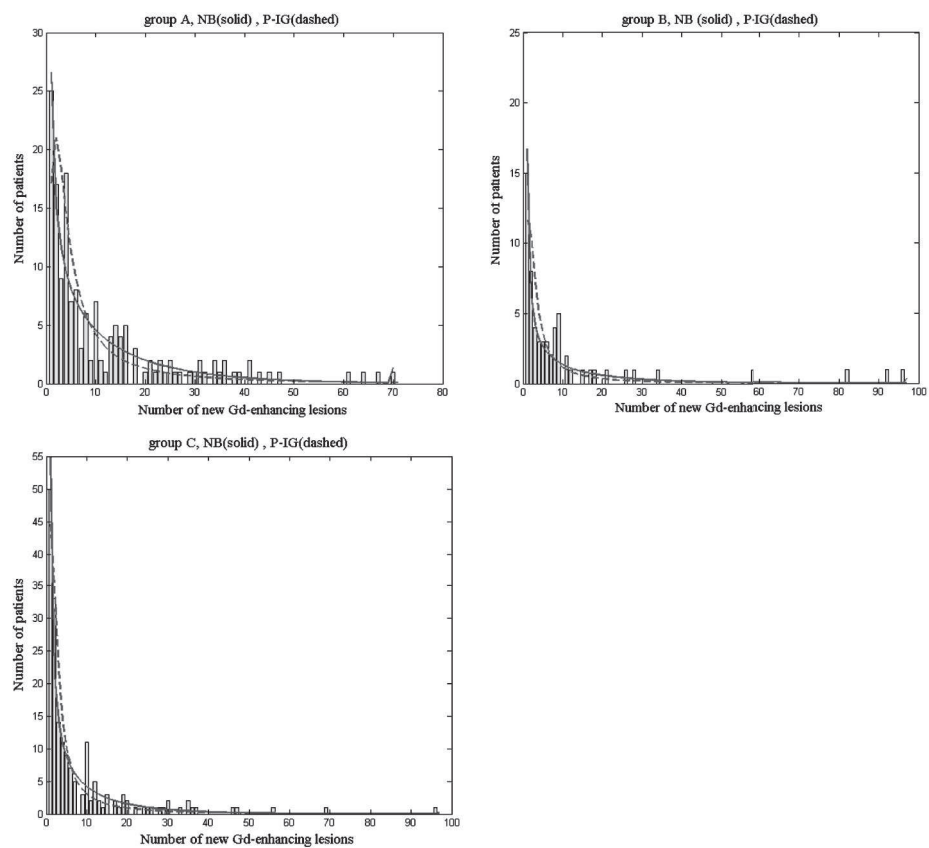 group A, NB(solid) , P-IG(dashed)
30
25
20
15
10
5
0
Number of patients
0 10 20 30 40 50 60 70 80
Number of new Gd-enhancing lesions
group B, NB (solid) , P-IG(dashed)
25
20
15
10
5
0
Number of patients
0 10 20 30 40 50 60 70 80 90 100
Number of new Gd-enhancing lesions
group C, NB(solid) , P-IG(dashed)
55
50
45
40
35
30
25
20
15
10
5
0
Number of patients
0 10 20 30 40 50 60 70 80 90 100
Number of new Gd-enhancing lesions